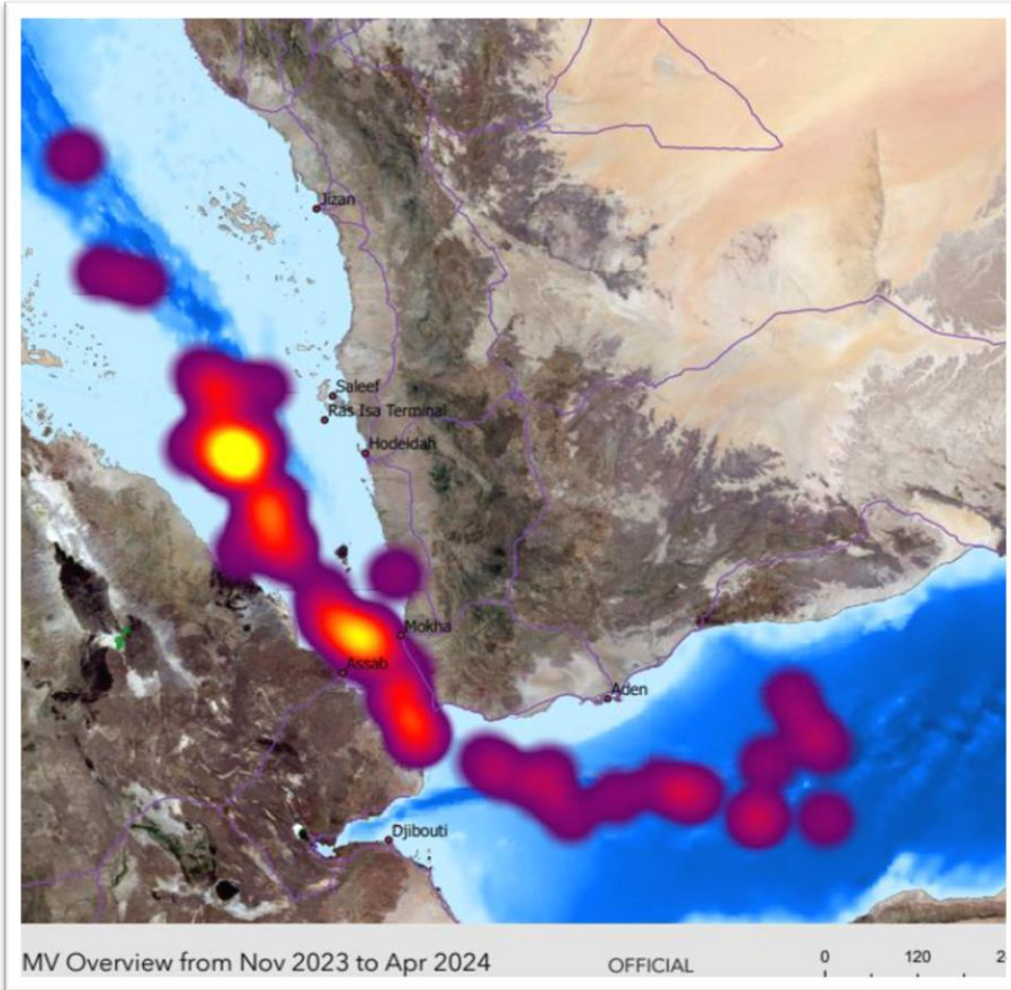 Jizan
Saleef
Ras Isa Terminal
Hodeidah
Mokha
Assab
Aden
Djibouti
MV Overview from Nov 2023 to Apr 2024 OFFICIAL 0 120